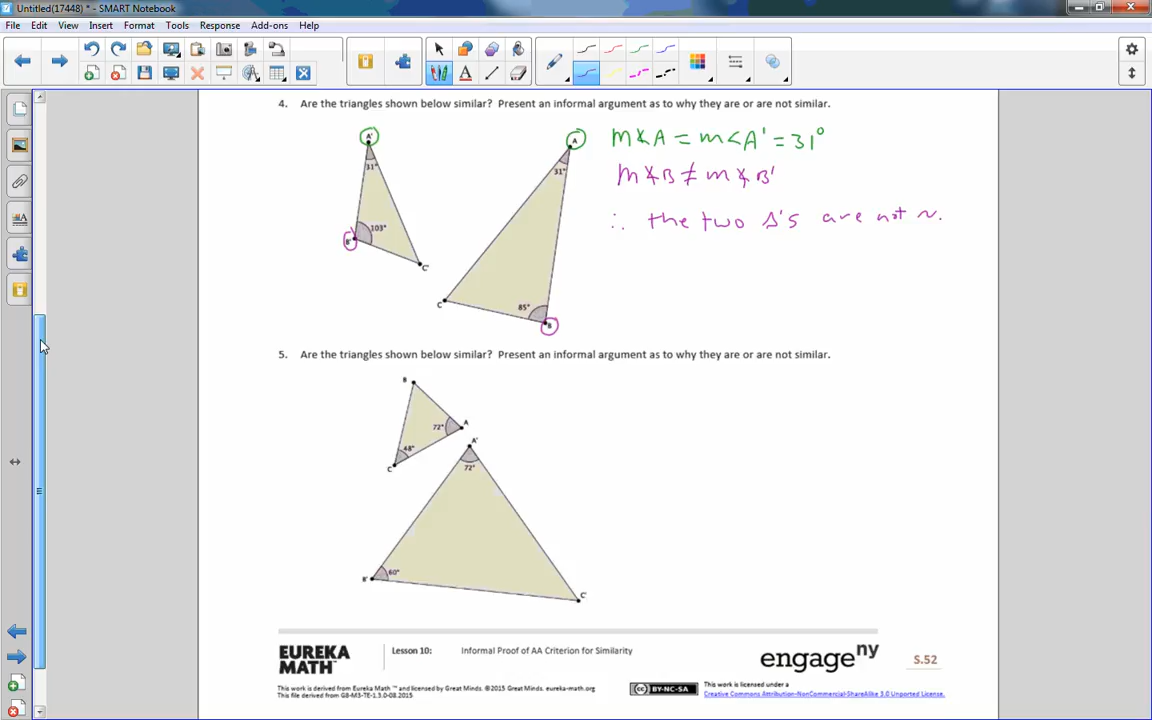 Untitled(17448) * - SMART Notebook
File Edit View Insert Format Tools Response Add-ons Help
4. Are the triangles shown below similar? Present an informal argument as to why they are or are not similar.
A'
31°
B'
103°
C'
A
31°
C
85°
B
m∡A = m<A' = 31°
m∡B ≠ m∡B'
∴ the two Δ's are not ~.
5. Are the triangles shown below similar? Present an informal argument as to why they are or are not similar.
B
72°
A
48°
C
A'
72°
B'
60°
C'
EUREKA MATH™
Lesson 10: Informal Proof of AA Criterion for Similarity
engageny
S.52
This work is derived from Eureka Math ™ and licensed by Great Minds. ©2015 Great Minds. eureka-math.org
This file derived from G8-M3-TE-1.3.0-08.2015
cc BY-NC-SA
This work is licensed under a
Creative Commons Attribution-NonCommercial-ShareAlike 3.0 Unported License.